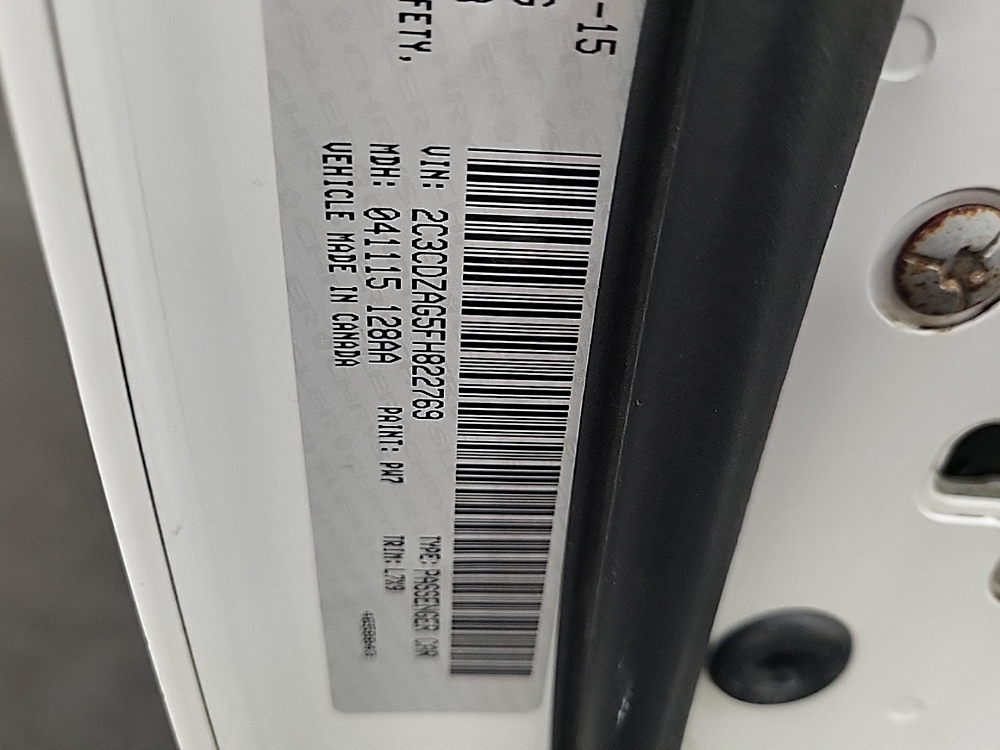 -15
FETY,
VIN: 2C3CDZAG5FH822769
TYPE: PASSENGER CAR
MDH: 041115 128AA
PAINT: PW7
TRIM: L7X9
VEHICLE MADE IN CANADA